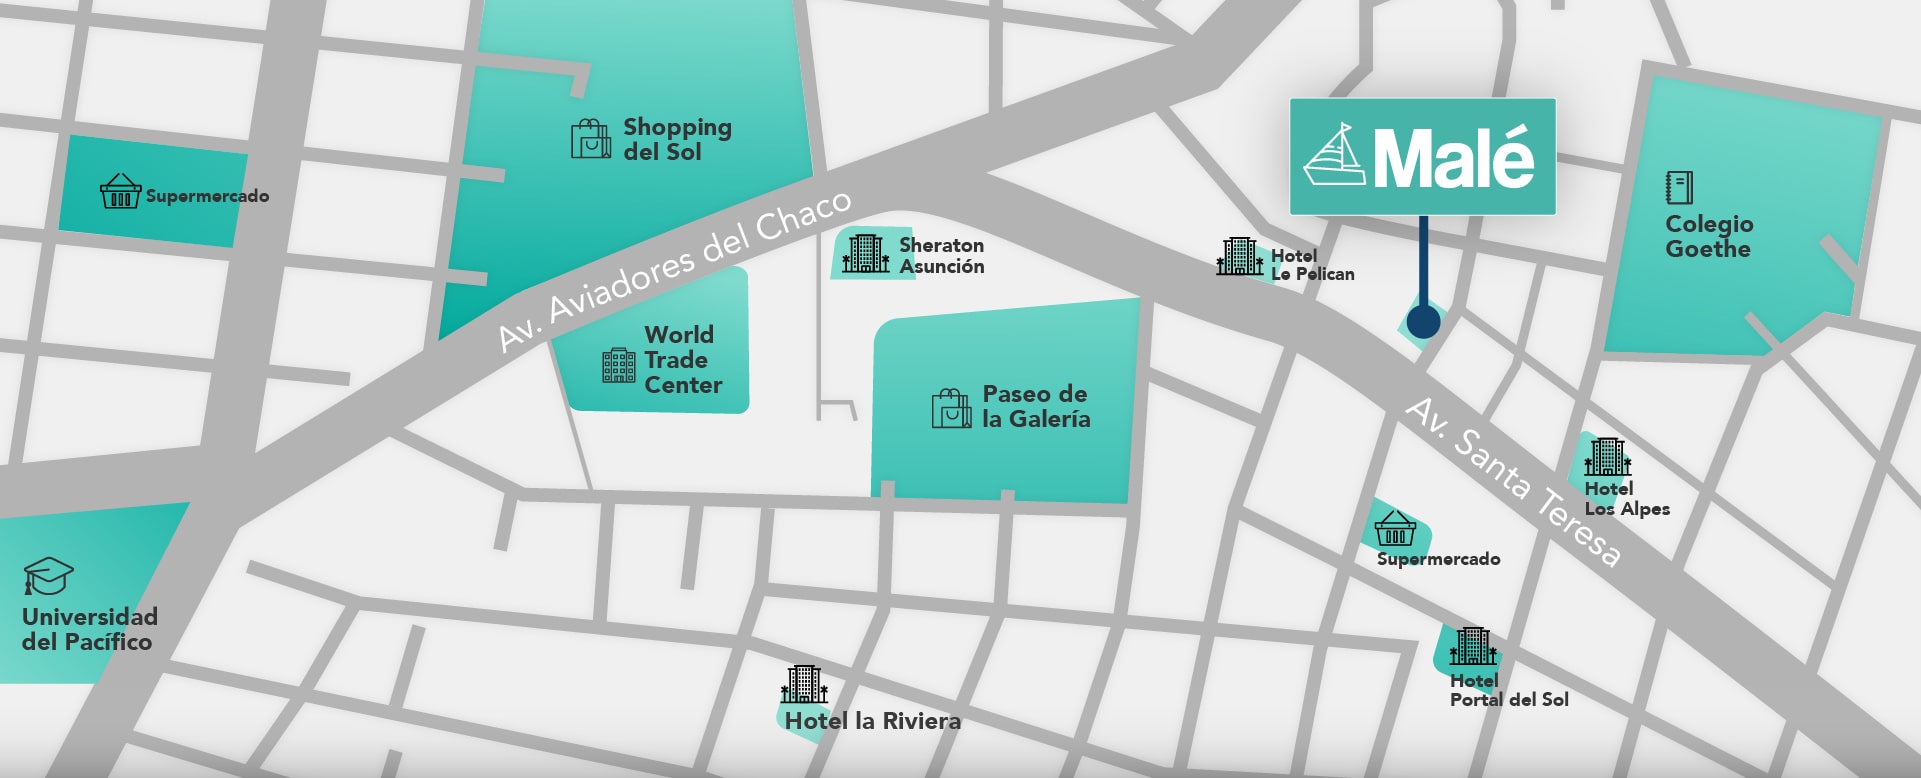 Shopping
del Sol
Supermercado
Malé
Av. Aviadores del Chaco
Sheraton
Asunción
Hotel
Le Pelican
Colegio
Goethe
World
Trade
Center
Paseo de
la Galería
Av. Santa Teresa
Hotel
Los Alpes
Supermercado
Universidad
del Pacífico
Hotel
Portal del Sol
Hotel la Riviera